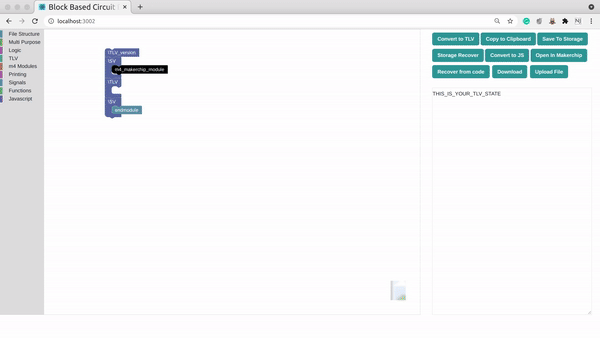 Block Based Circuit
localhost:3002
File Structure
Multi Purpose
Logic
TLV
m4 Modules
Printing
Signals
Functions
Javascript
\TLV_version
\SV
m4_makerchip_module
\TLV
\SV
endmodule
Convert to TLV
Copy to Clipboard
Save To Storage
Storage Recover
Convert to JS
Open in Makerchip
Recover from code
Download
Upload File
THIS_IS_YOUR_TLV_STATE